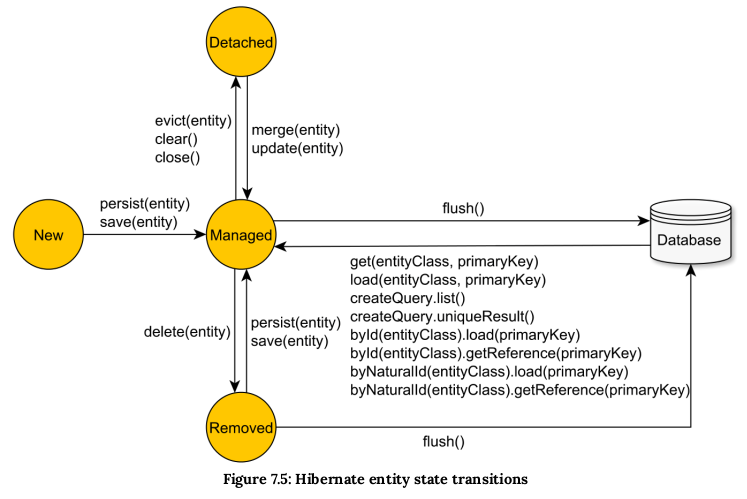 Detached
evict(entity)
clear()
close()
merge(entity)
update(entity)
persist(entity)
save(entity)
New
Managed
flush()
Database
get(entityClass, primaryKey)
load(entityClass, primaryKey)
createQuery.list()
createQuery.uniqueResult()
byId(entityClass).load(primaryKey)
byId(entityClass).getReference(primaryKey)
byNaturalId(entityClass).load(primaryKey)
byNaturalId(entityClass).getReference(primaryKey)
delete(entity)
persist(entity)
save(entity)
Removed
flush()
Figure 7.5: Hibernate entity state transitions